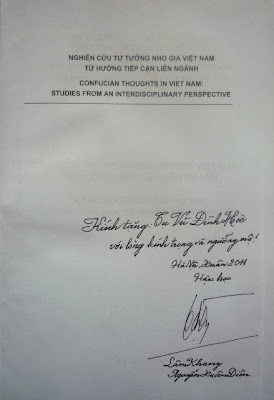 NGHIÊN CỨU TƯ TƯỞNG NHO GIA VIỆT NAM
TỪ HƯỚNG TIẾP CẬN LIÊN NGÀNH
CONFUCIAN THOUGHTS IN VIET NAM:
STUDIES FROM AN INTERDISCIPLINARY PERSPECTIVE
Kính tặng: Cụ Vũ Đình Hoè
với lòng kính trọng và ngưỡng mộ!
Hà Nội, Xuân 2011
Hậu học
Lâm Khang
Nguyễn Xuân Diện